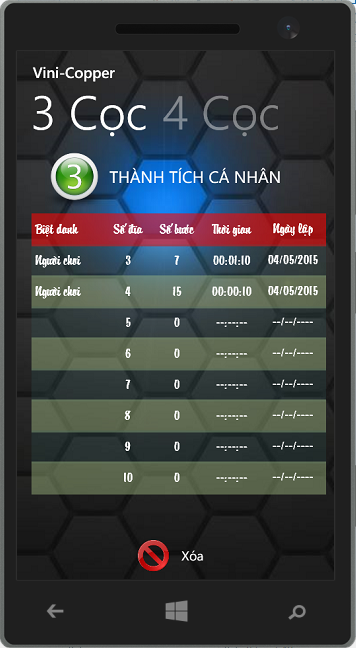 Vini-Copper
3 Cọc 4 Cọc
3 THÀNH TÍCH CÁ NHÂN
Biệt danh Số đĩa Số bước Thời gian Ngày lập
Người chơi 3 7 00:01:10 04/05/2015
Người chơi 4 15 00:00:10 04/05/2015
5 0 --:--:-- --/--/----
6 0 --:--:-- --/--/----
7 0 --:--:-- --/--/----
8 0 --:--:-- --/--/----
9 0 --:--:-- --/--/----
10 0 --:--:-- --/--/----
Xóa